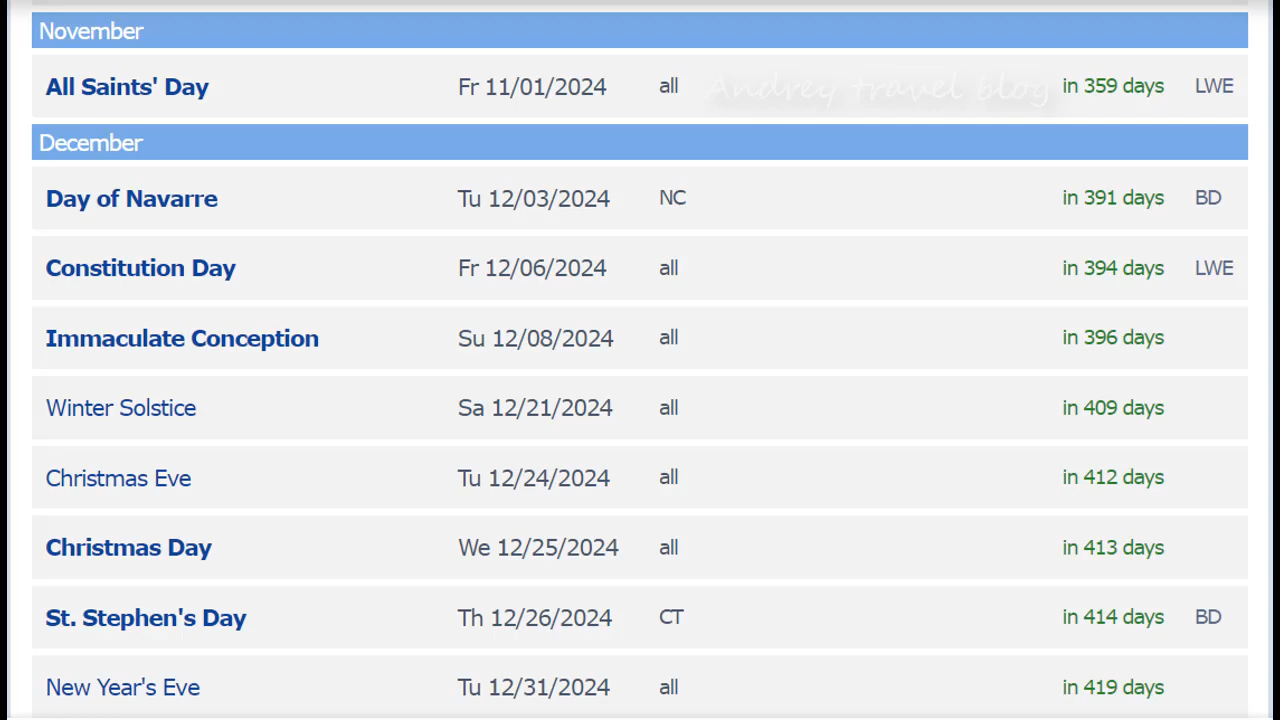 November
All Saints' Day Fr 11/01/2024 all Andrey travel blog in 359 days LWE
December
Day of Navarre Tu 12/03/2024 NC in 391 days BD
Constitution Day Fr 12/06/2024 all in 394 days LWE
Immaculate Conception Su 12/08/2024 all in 396 days
Winter Solstice Sa 12/21/2024 all in 409 days
Christmas Eve Tu 12/24/2024 all in 412 days
Christmas Day We 12/25/2024 all in 413 days
St. Stephen's Day Th 12/26/2024 CT in 414 days BD
New Year's Eve Tu 12/31/2024 all in 419 days